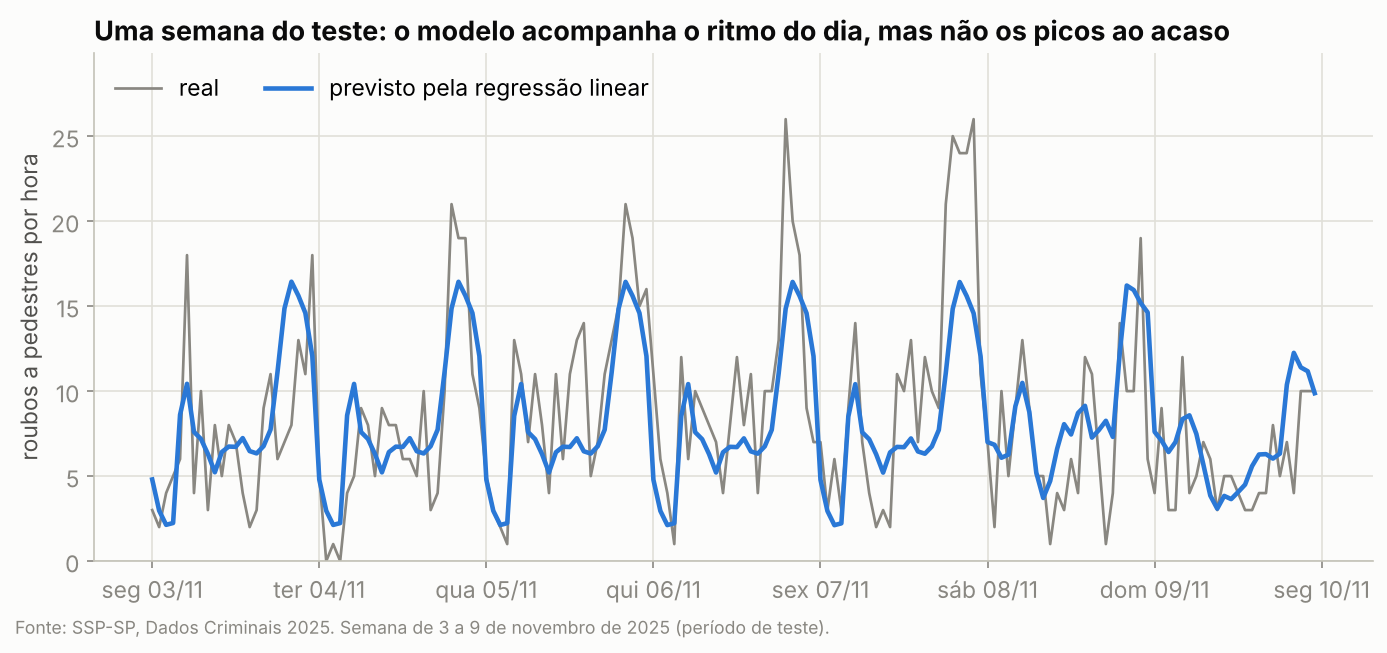 Uma semana do teste: o modelo acompanha o ritmo do dia, mas não os picos ao acaso
real
previsto pela regressão linear
roubos a pedestres por hora
25
20
15
10
5
0
seg 03/11
ter 04/11
qua 05/11
qui 06/11
sex 07/11
sáb 08/11
dom 09/11
seg 10/11
Fonte: SSP-SP, Dados Criminais 2025. Semana de 3 a 9 de novembro de 2025 (período de teste).